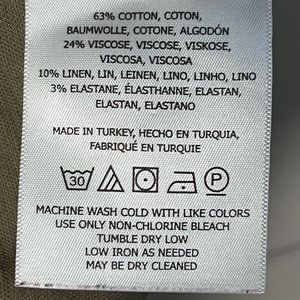 63% COTTON, COTON,
BAUMWOLLE, COTONE, ALGODÓN
24% VISCOSE, VISCOSE, VISKOSE,
VISCOSA, VISCOSA
10% LINEN, LIN, LEINEN, LINO, LINHO, LINO
3% ELASTANE, ÉLASTHANNE, ELASTAN,
ELASTAN, ELASTANO
MADE IN TURKEY, HECHO EN TURQUIA,
FABRIQUÉ EN TURQUIE
30 P
MACHINE WASH COLD WITH LIKE COLORS
USE ONLY NON-CHLORINE BLEACH
TUMBLE DRY LOW
LOW IRON AS NEEDED
MAY BE DRY CLEANED